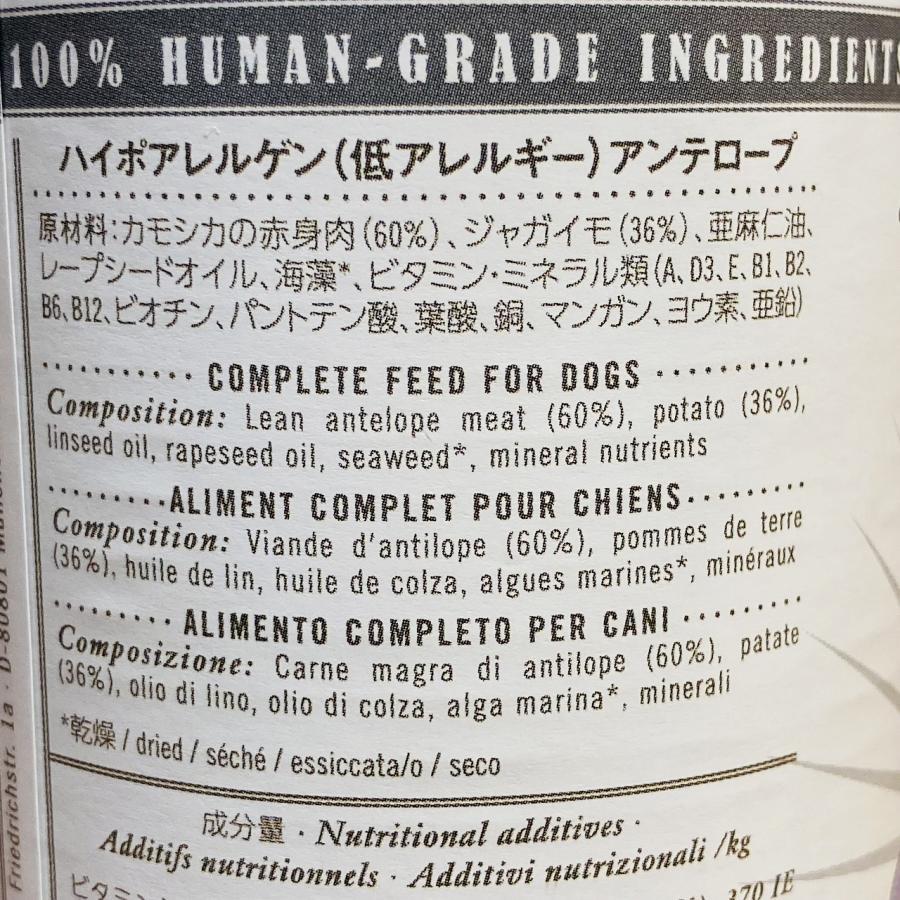 100% HUMAN-GRADE INGREDIENTS
ハイポアレルゲン(低アレルギー)アンテロープ
原材料:カモシカの赤身肉(60%)、ジャガイモ(36%)、亜麻仁油、
レープシードオイル、海藻*、ビタミン・ミネラル類(A、D3、E、B1、B2、
B6、B12、ビオチン、パントテン酸、葉酸、銅、マンガン、ヨウ素、亜鉛)
COMPLETE FEED FOR DOGS
Composition: Lean antelope meat (60%), potato (36%),
linseed oil, rapeseed oil, seaweed*, mineral nutrients
ALIMENT COMPLET POUR CHIENS
Composition: Viande d'antilope (60%), pommes de terre
(36%), huile de lin, huile de colza, algues marines*, minéraux
ALIMENTO COMPLETO PER CANI
Composizione: Carne magra di antilope (60%), patate
(36%), olio di lino, olio di colza, alga marina*, minerali
*乾燥 / dried / séché / essiccata/o / seco
成分量 · Nutritional additives ·
Additifs nutritionnels · Additivi nutrizionali /kg
ビタミン
370 IE
Friedrichstr. 1a · D-80801